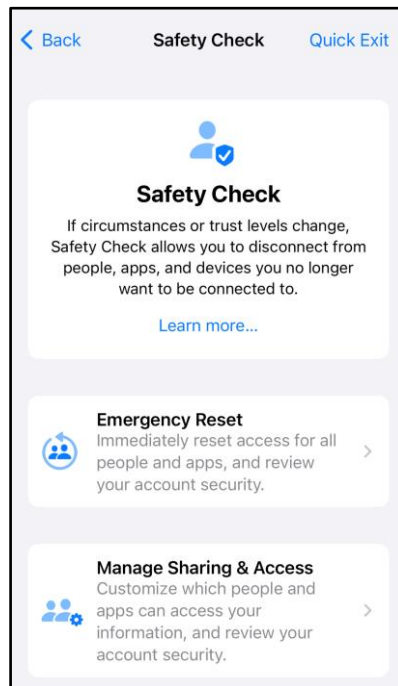 Back Safety Check Quick Exit
Safety Check
If circumstances or trust levels change,
Safety Check allows you to disconnect from
people, apps, and devices you no longer
want to be connected to.
Learn more...
Emergency Reset
Immediately reset access for all
people and apps, and review
your account security.
Manage Sharing & Access
Customize which people and
apps can access your
information, and review your
account security.